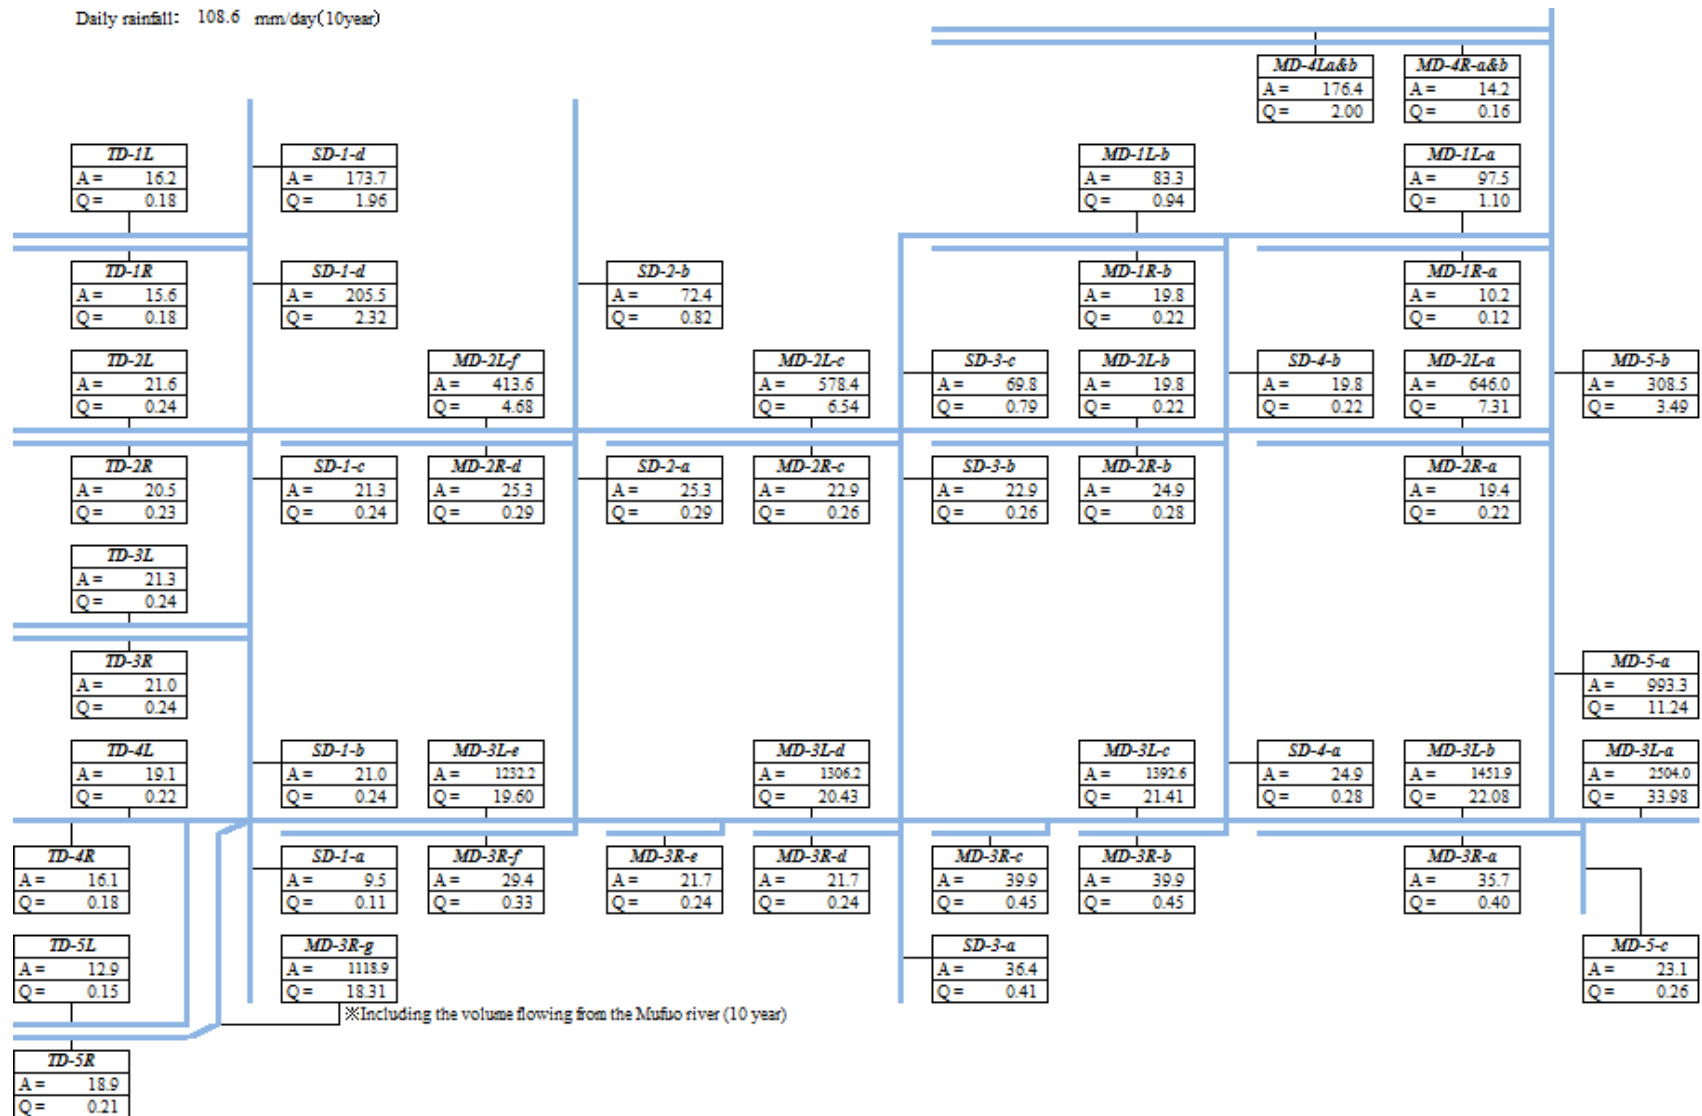 Daily rainfall: 108.6 mm/day(10year)
MD-4La&b
A = 176.4
Q = 2.00
MD-4R-a&b
A = 14.2
Q = 0.16
TD-1L
A = 16.2
Q = 0.18
SD-1-d
A = 173.7
Q = 1.96
MD-1L-b
A = 83.3
Q = 0.94
MD-1L-a
A = 97.5
Q = 1.10
TD-1R
A = 15.6
Q = 0.18
SD-1-d
A = 205.5
Q = 2.32
SD-2-b
A = 72.4
Q = 0.82
MD-1R-b
A = 19.8
Q = 0.22
MD-1R-a
A = 10.2
Q = 0.12
TD-2L
A = 21.6
Q = 0.24
MD-2L-f
A = 413.6
Q = 4.68
MD-2L-c
A = 578.4
Q = 6.54
SD-3-c
A = 69.8
Q = 0.79
MD-2L-b
A = 19.8
Q = 0.22
SD-4-b
A = 19.8
Q = 0.22
MD-2L-a
A = 646.0
Q = 7.31
MD-5-b
A = 308.5
Q = 3.49
TD-2R
A = 20.5
Q = 0.23
SD-1-c
A = 21.3
Q = 0.24
MD-2R-d
A = 25.3
Q = 0.29
SD-2-a
A = 25.3
Q = 0.29
MD-2R-c
A = 22.9
Q = 0.26
SD-3-b
A = 22.9
Q = 0.26
MD-2R-b
A = 24.9
Q = 0.28
MD-2R-a
A = 19.4
Q = 0.22
TD-3L
A = 21.3
Q = 0.24
TD-3R
A = 21.0
Q = 0.24
MD-5-a
A = 993.3
Q = 11.24
TD-4L
A = 19.1
Q = 0.22
SD-1-b
A = 21.0
Q = 0.24
MD-3L-e
A = 1232.2
Q = 19.60
MD-3L-d
A = 1306.2
Q = 20.43
MD-3L-c
A = 1392.6
Q = 21.41
SD-4-a
A = 24.9
Q = 0.28
MD-3L-b
A = 1451.9
Q = 22.08
MD-3L-a
A = 2504.0
Q = 33.98
TD-4R
A = 16.1
Q = 0.18
SD-1-a
A = 9.5
Q = 0.11
MD-3R-f
A = 29.4
Q = 0.33
MD-3R-e
A = 21.7
Q = 0.24
MD-3R-d
A = 21.7
Q = 0.24
MD-3R-c
A = 39.9
Q = 0.45
MD-3R-b
A = 39.9
Q = 0.45
MD-3R-a
A = 35.7
Q = 0.40
TD-5L
A = 12.9
Q = 0.15
MD-3R-g
A = 1118.9
Q = 18.31
SD-3-a
A = 36.4
Q = 0.41
MD-5-c
A = 23.1
Q = 0.26
※Including the volume flowing from the Mufuo river (10 year)
TD-5R
A = 18.9
Q = 0.21